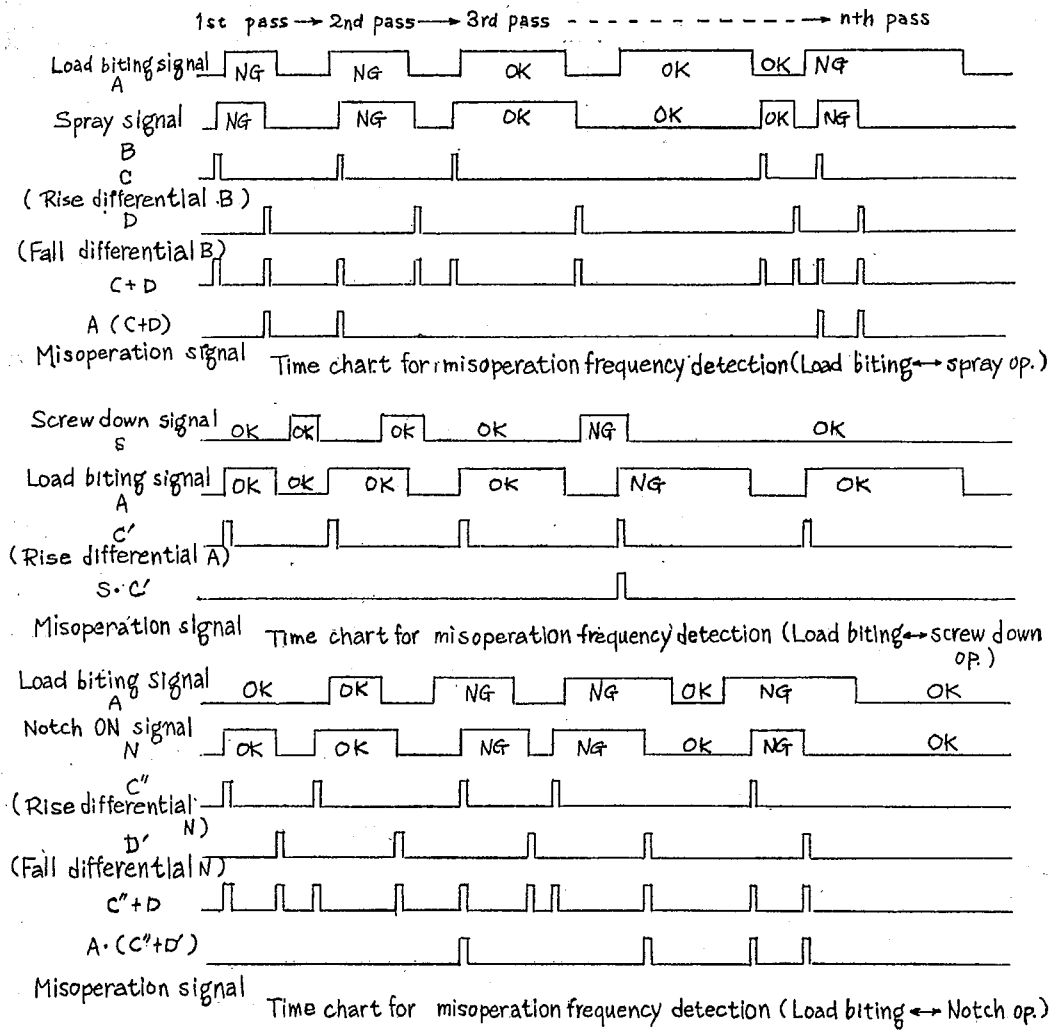 1st pass → 2nd pass → 3rd pass - - - - - - - - - → nth pass
Load biting signal
A
NG NG OK OK OK NG
Spray signal
NG NG OK OK OK NG
B
C
(Rise differential B)
D
(Fall differential B)
C+D
A (C+D)
Misoperation signal
Time chart for misoperation frequency detection (Load biting ↔ spray op.)
Screw down signal
S
OK OK OK OK NG OK
Load biting signal
A
OK OK OK OK NG OK
C'
(Rise differential A)
S・C'
Misoperation signal
Time chart for misoperation frequency detection (Load biting ↔ screw down
op.)
Load biting signal
A
OK OK NG NG OK NG OK
Notch ON signal
N
OK OK NG NG OK NG OK
C"
(Rise differential
N)
D'
(Fall differential N)
C"+D
A・(C"+D')
Misoperation signal
Time chart for misoperation frequency detection (Load biting ↔ Notch op.)